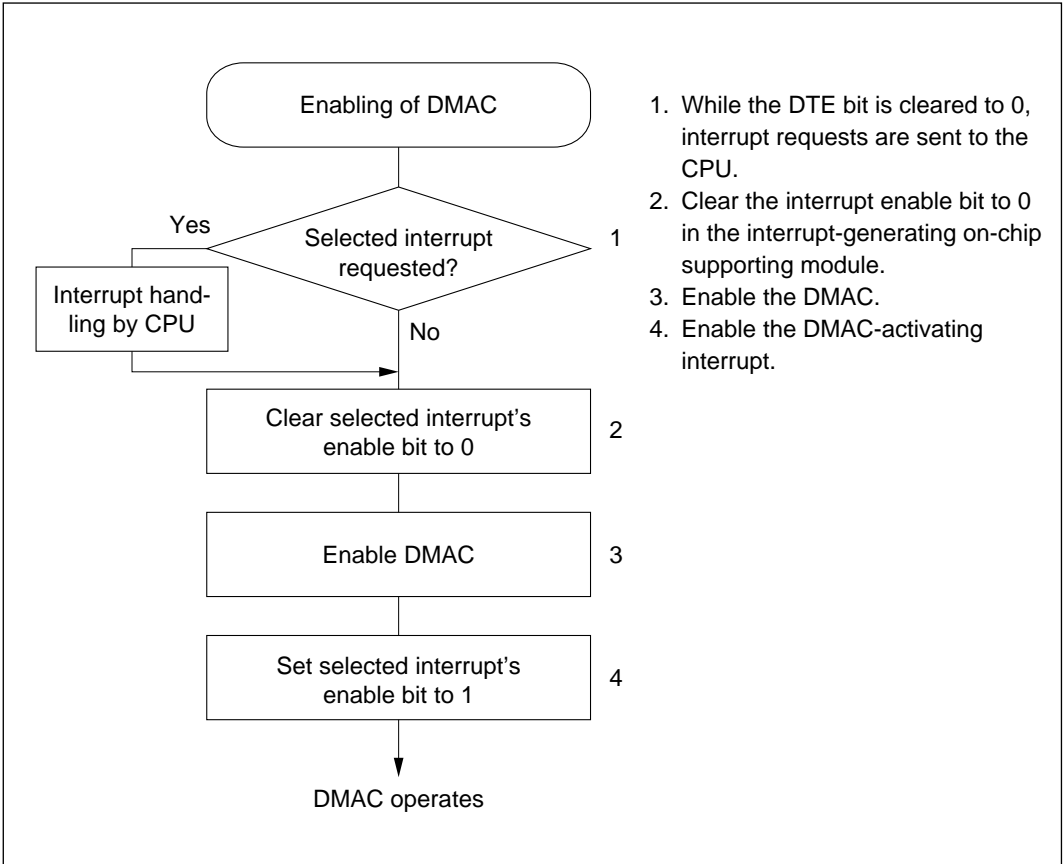 Enabling of DMAC
Yes
Selected interrupt
requested?
1
Interrupt hand-
ling by CPU
No
Clear selected interrupt's
enable bit to 0
2
Enable DMAC
3
Set selected interrupt's
enable bit to 1
4
DMAC operates
1. While the DTE bit is cleared to 0,
interrupt requests are sent to the
CPU.
2. Clear the interrupt enable bit to 0
in the interrupt-generating on-chip
supporting module.
3. Enable the DMAC.
4. Enable the DMAC-activating
interrupt.